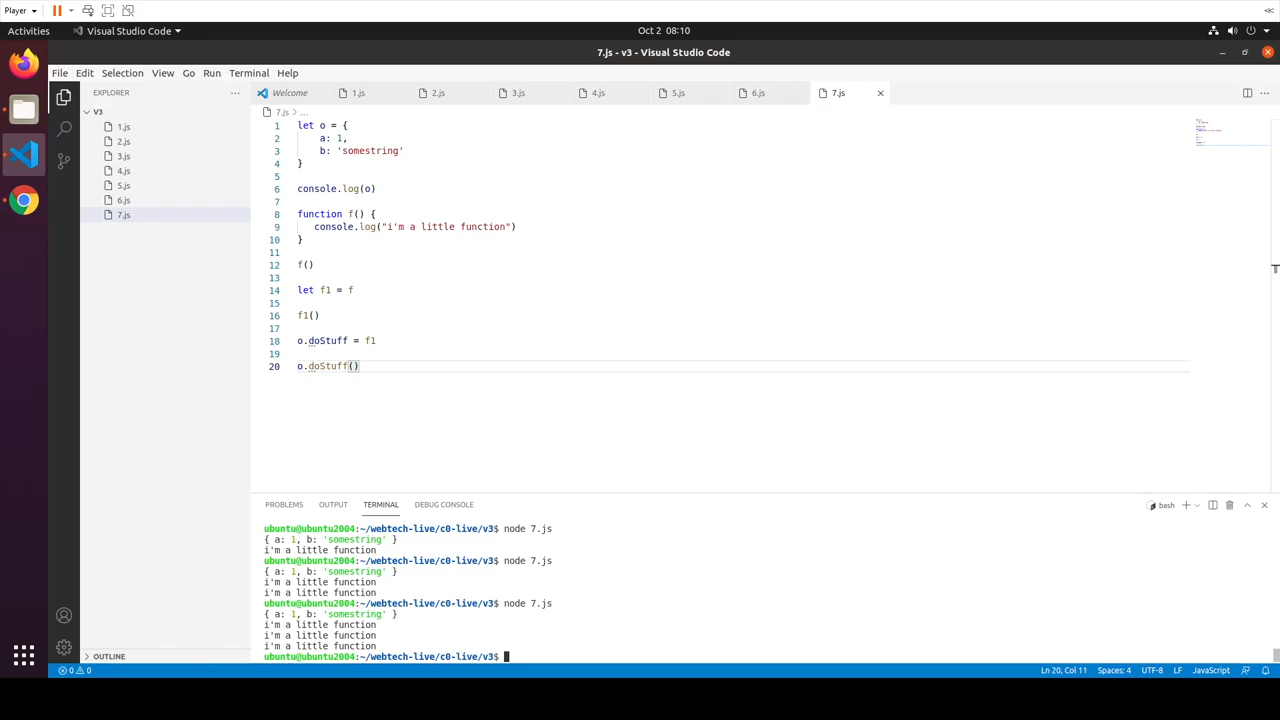 Player
Activities
Visual Studio Code
Oct 2 08:10
7.js - v3 - Visual Studio Code
File Edit Selection View Go Run Terminal Help
EXPLORER
Welcome 1.js 2.js 3.js 4.js 5.js 6.js 7.js
V3
1.js
2.js
3.js
4.js
5.js
6.js
7.js
OUTLINE
7.js > ...
1 let o = {
2 a: 1,
3 b: 'somestring'
4 }
5
6 console.log(o)
7
8 function f() {
9 console.log("i'm a little function")
10 }
11
12 f()
13
14 let f1 = f
15
16 f1()
17
18 o.doStuff = f1
19
20 o.doStuff()
PROBLEMS OUTPUT TERMINAL DEBUG CONSOLE
bash
ubuntu@ubuntu2004:~/webtech-live/c0-live/v3$ node 7.js
{ a: 1, b: 'somestring' }
i'm a little function
ubuntu@ubuntu2004:~/webtech-live/c0-live/v3$ node 7.js
{ a: 1, b: 'somestring' }
i'm a little function
i'm a little function
ubuntu@ubuntu2004:~/webtech-live/c0-live/v3$ node 7.js
{ a: 1, b: 'somestring' }
i'm a little function
i'm a little function
i'm a little function
ubuntu@ubuntu2004:~/webtech-live/c0-live/v3$
0 0
Ln 20, Col 11 Spaces: 4 UTF-8 LF JavaScript